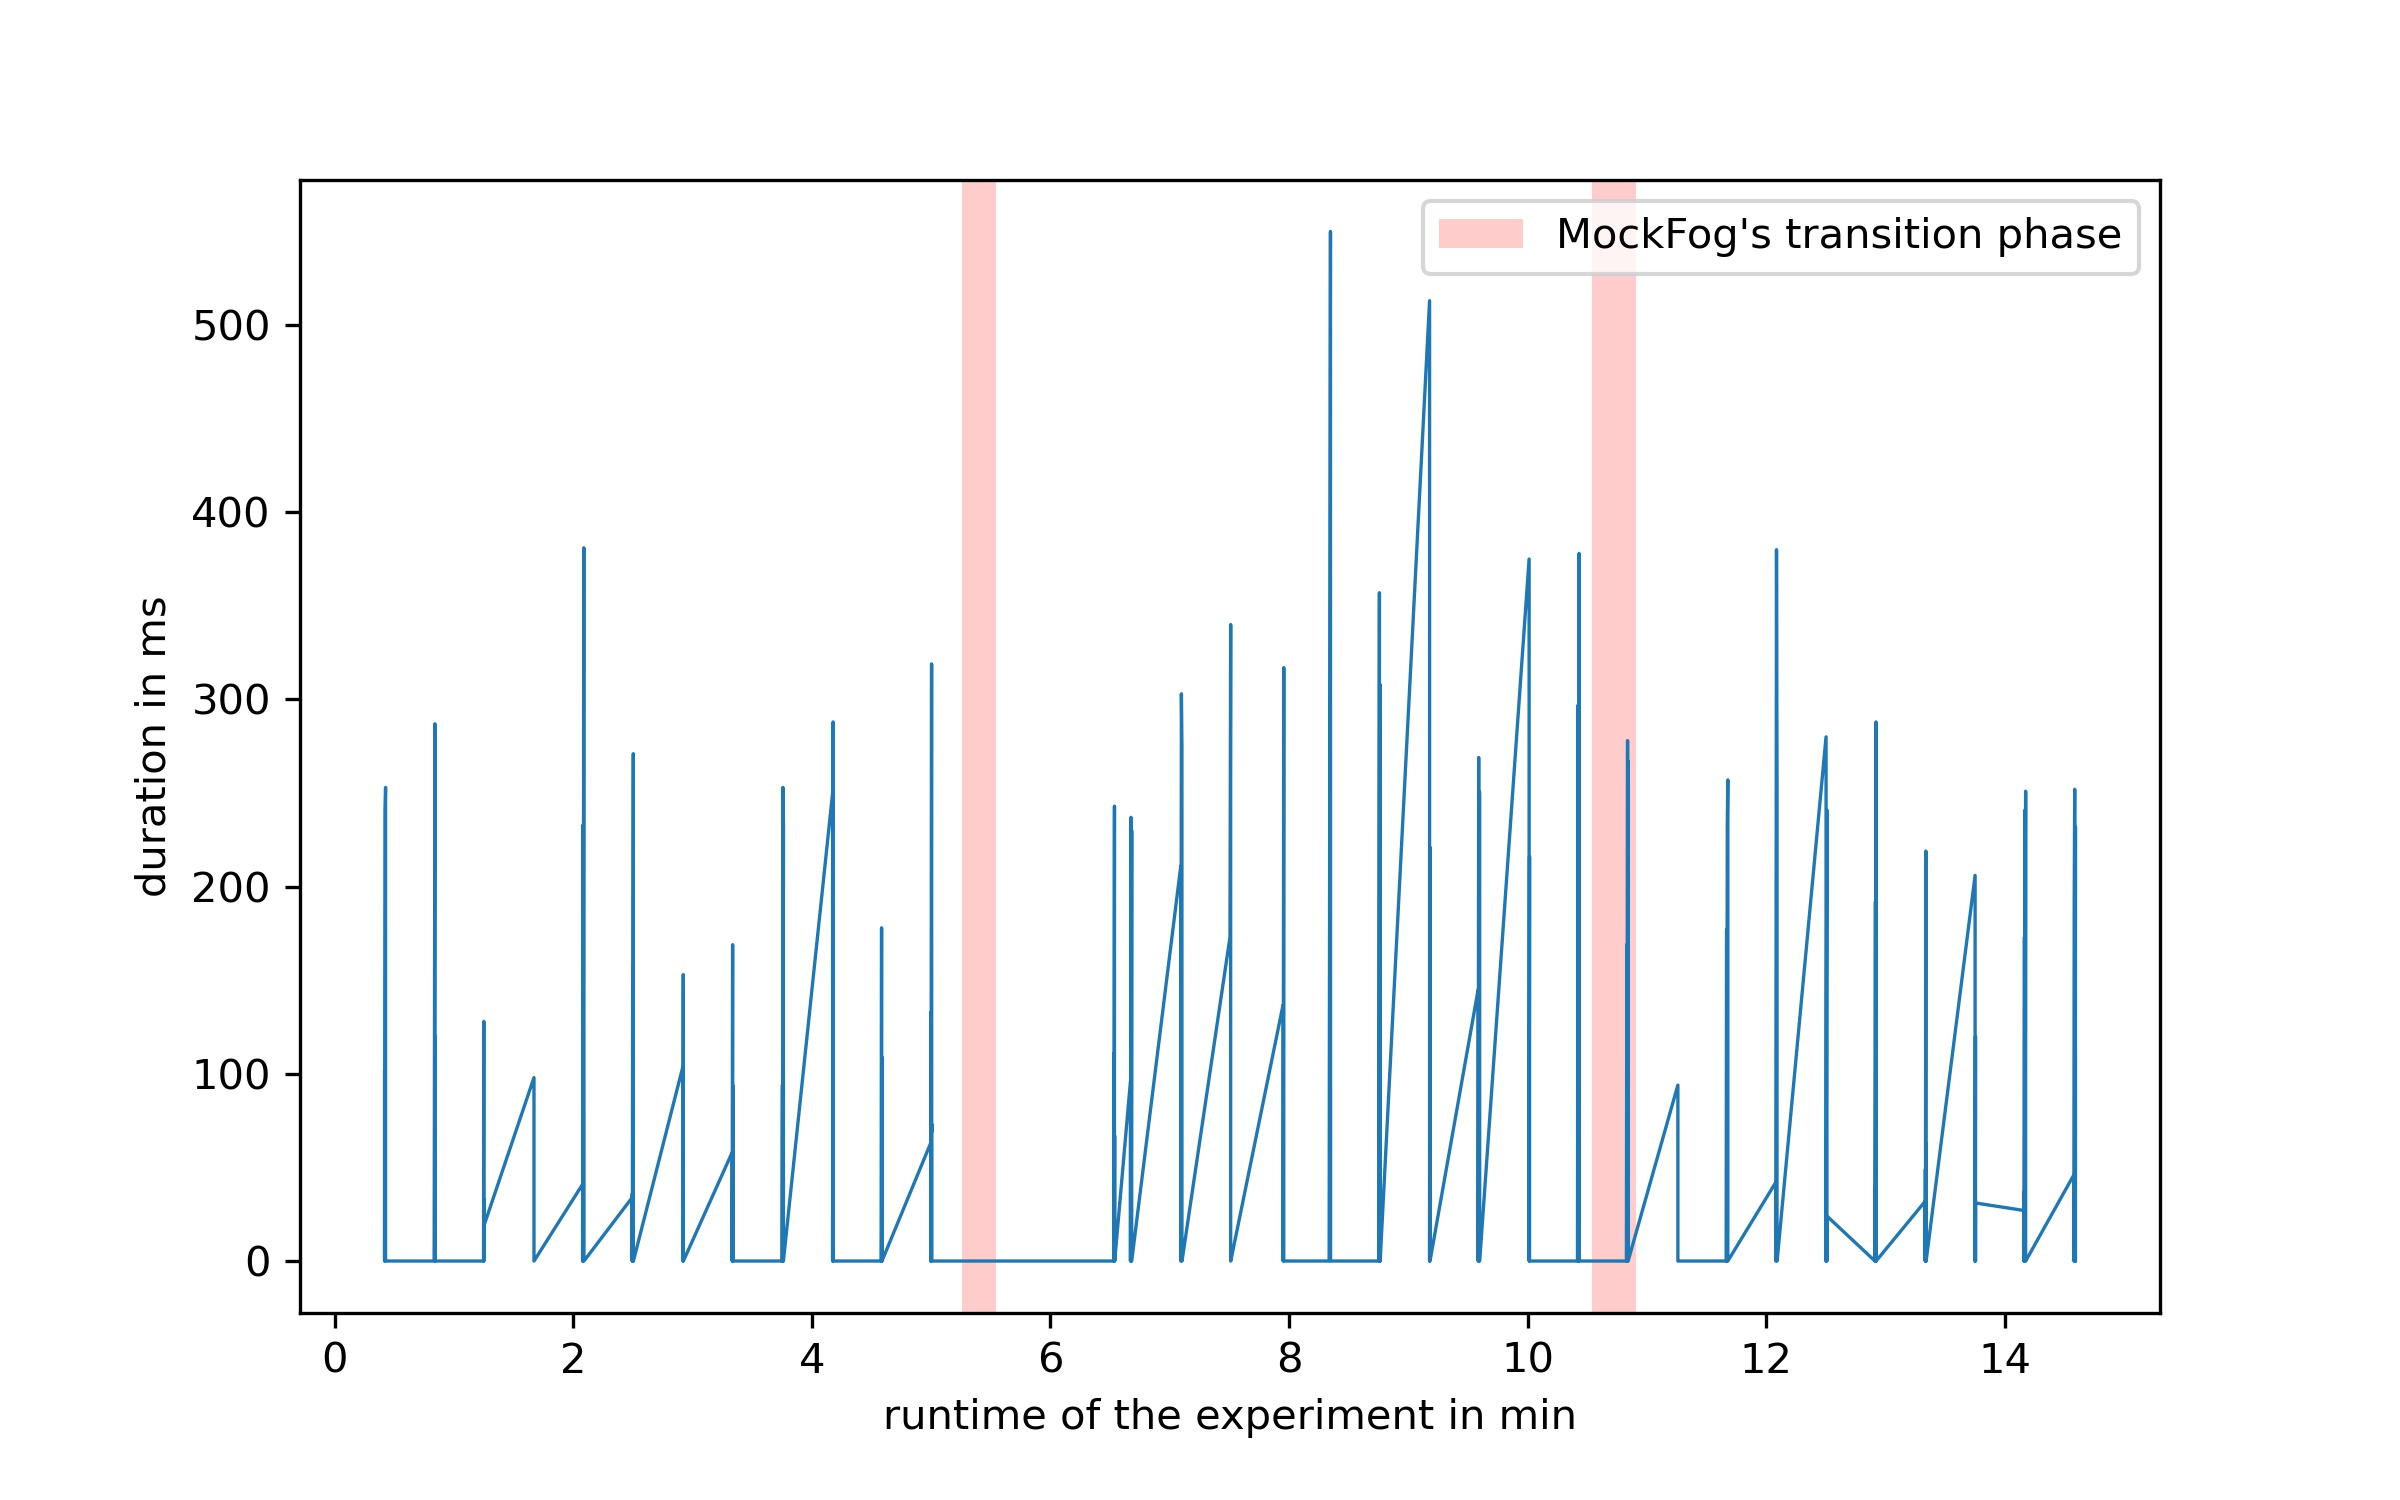 MockFog's transition phase
500
400
300
200
100
0
duration in ms
0 2 4 6 8 10 12 14
runtime of the experiment in min